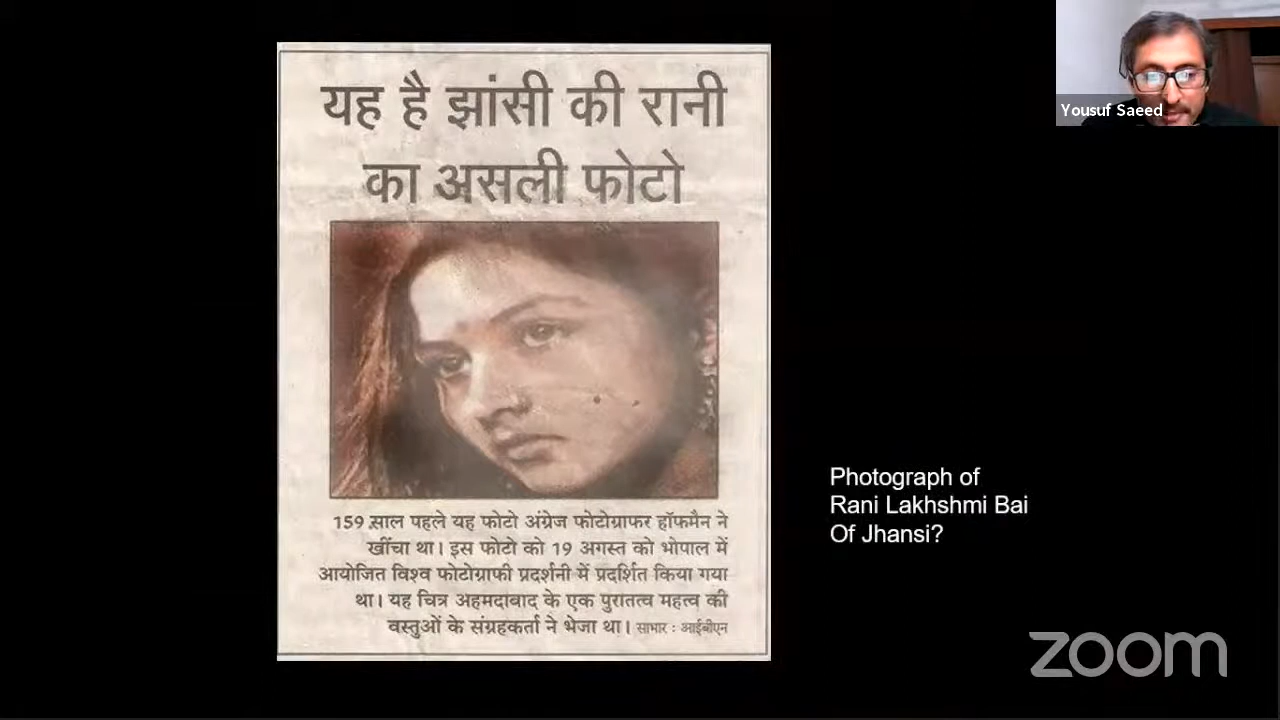 यह है झांसी की रानी
का असली फोटो
159 साल पहले यह फोटो अंग्रेज फोटोग्राफर हॉफमैन ने
खींचा था। इस फोटो को 19 अगस्त को भोपाल में
आयोजित विश्व फोटोग्राफी प्रदर्शनी में प्रदर्शित किया गया
था। यह चित्र अहमदाबाद के एक पुरातत्व महत्व की
वस्तुओं के संग्रहकर्ता ने भेजा था। साभार : आईबीएन
Photograph of
Rani Lakhshmi Bai
Of Jhansi?
Yousuf Saeed
zoom